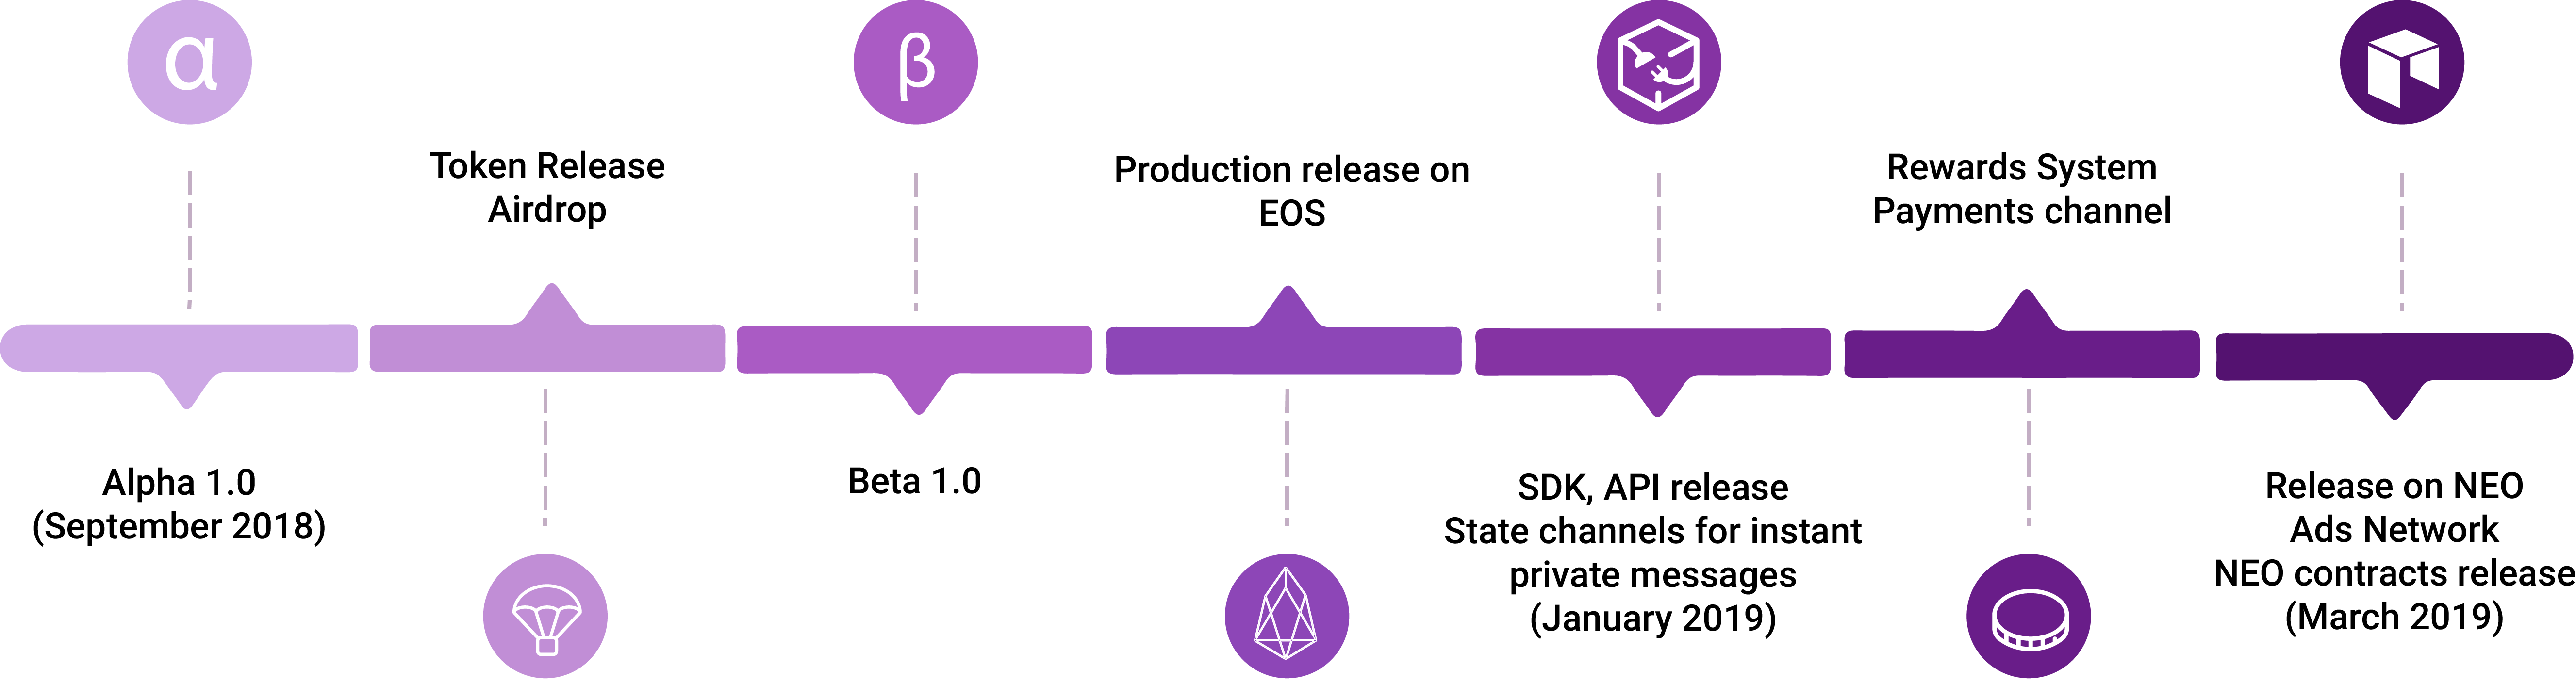 α
Token Release
Airdrop
β
Production release on
EOS
Rewards System
Payments channel
Alpha 1.0
(September 2018)
Beta 1.0
SDK, API release
State channels for instant
private messages
(January 2019)
Release on NEO
Ads Network
NEO contracts release
(March 2019)